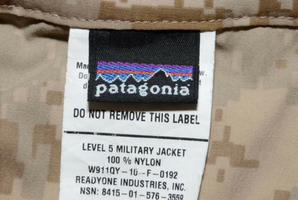 patagonia®
DO NOT REMOVE THIS LABEL
LEVEL 5 MILITARY JACKET
100 % NYLON
W911QY-10-F-0192
READYONE INDUSTRIES, INC.
NSN: 8415-01-576-3559